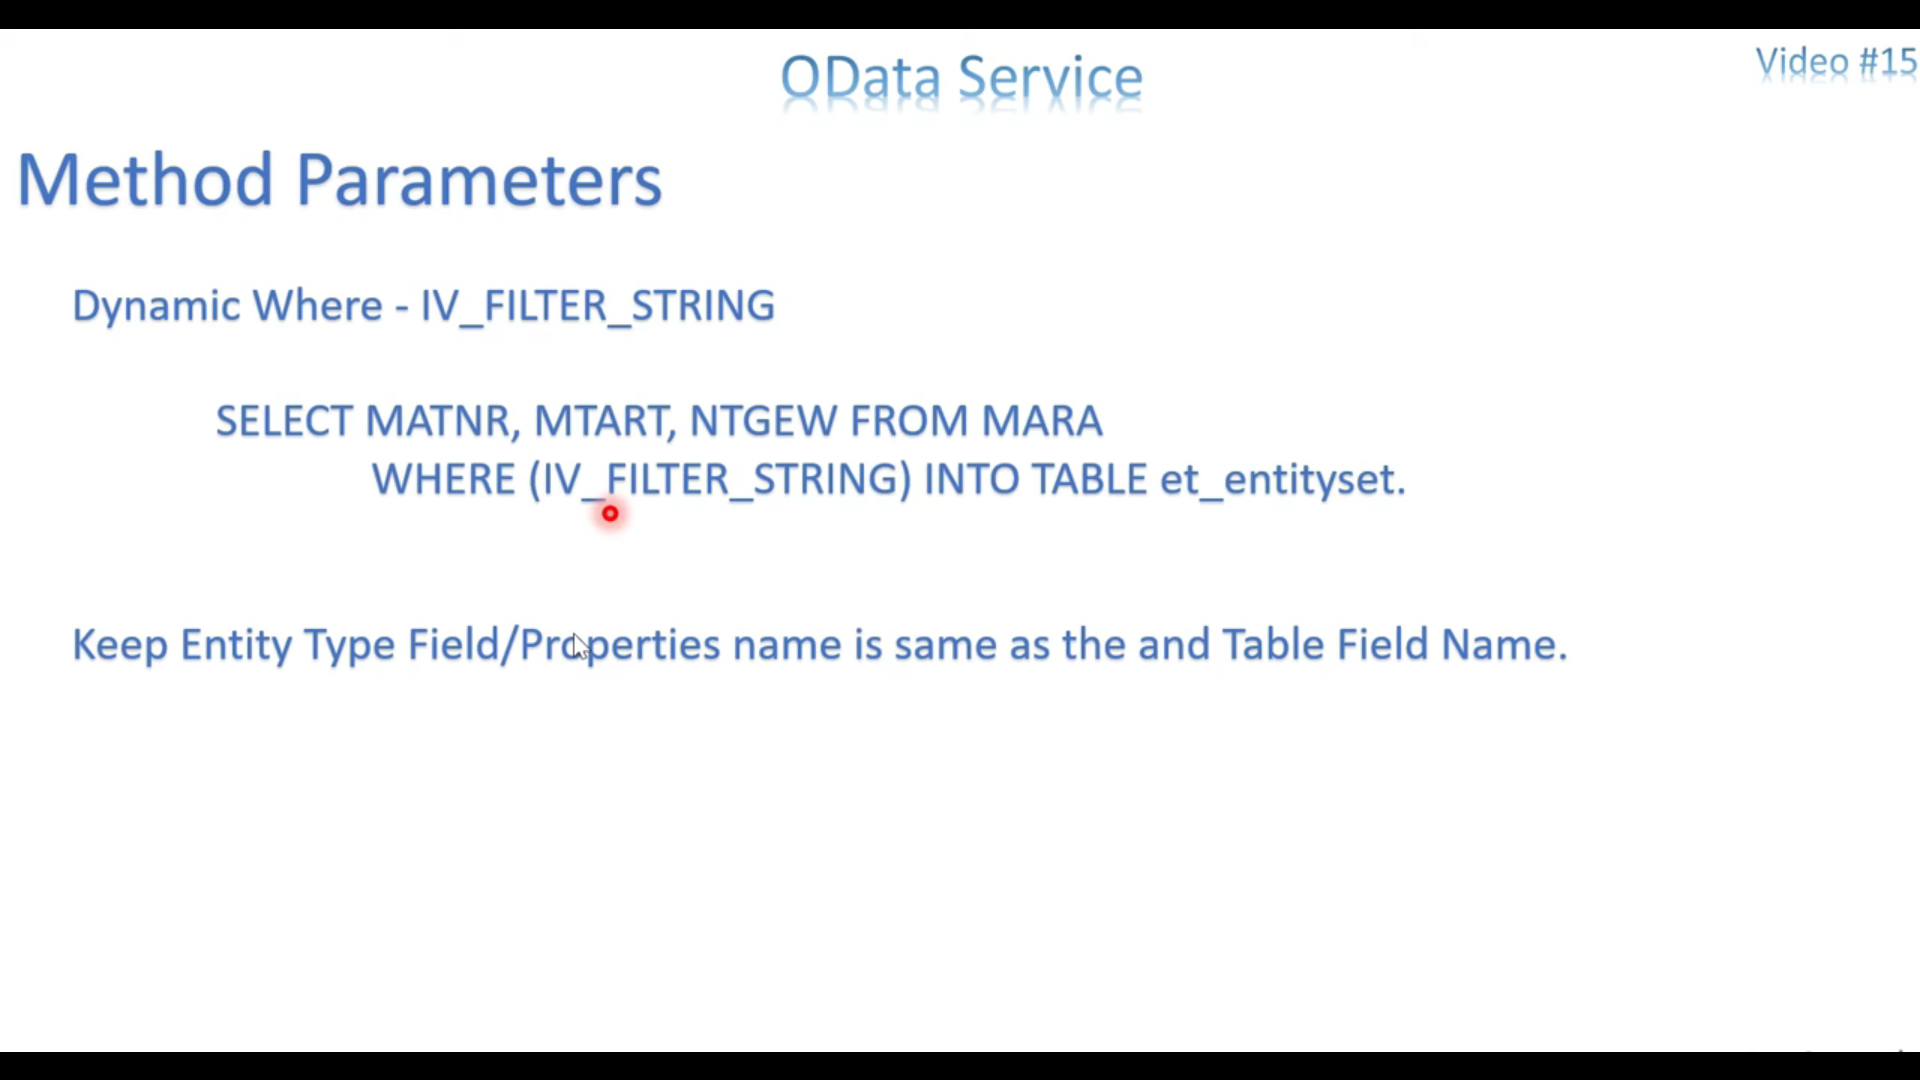 OData Service
Video #15
Method Parameters
Dynamic Where - IV_FILTER_STRING
SELECT MATNR, MTART, NTGEW FROM MARA
WHERE (IV_FILTER_STRING) INTO TABLE et_entityset.
Keep Entity Type Field/Properties name is same as the and Table Field Name.